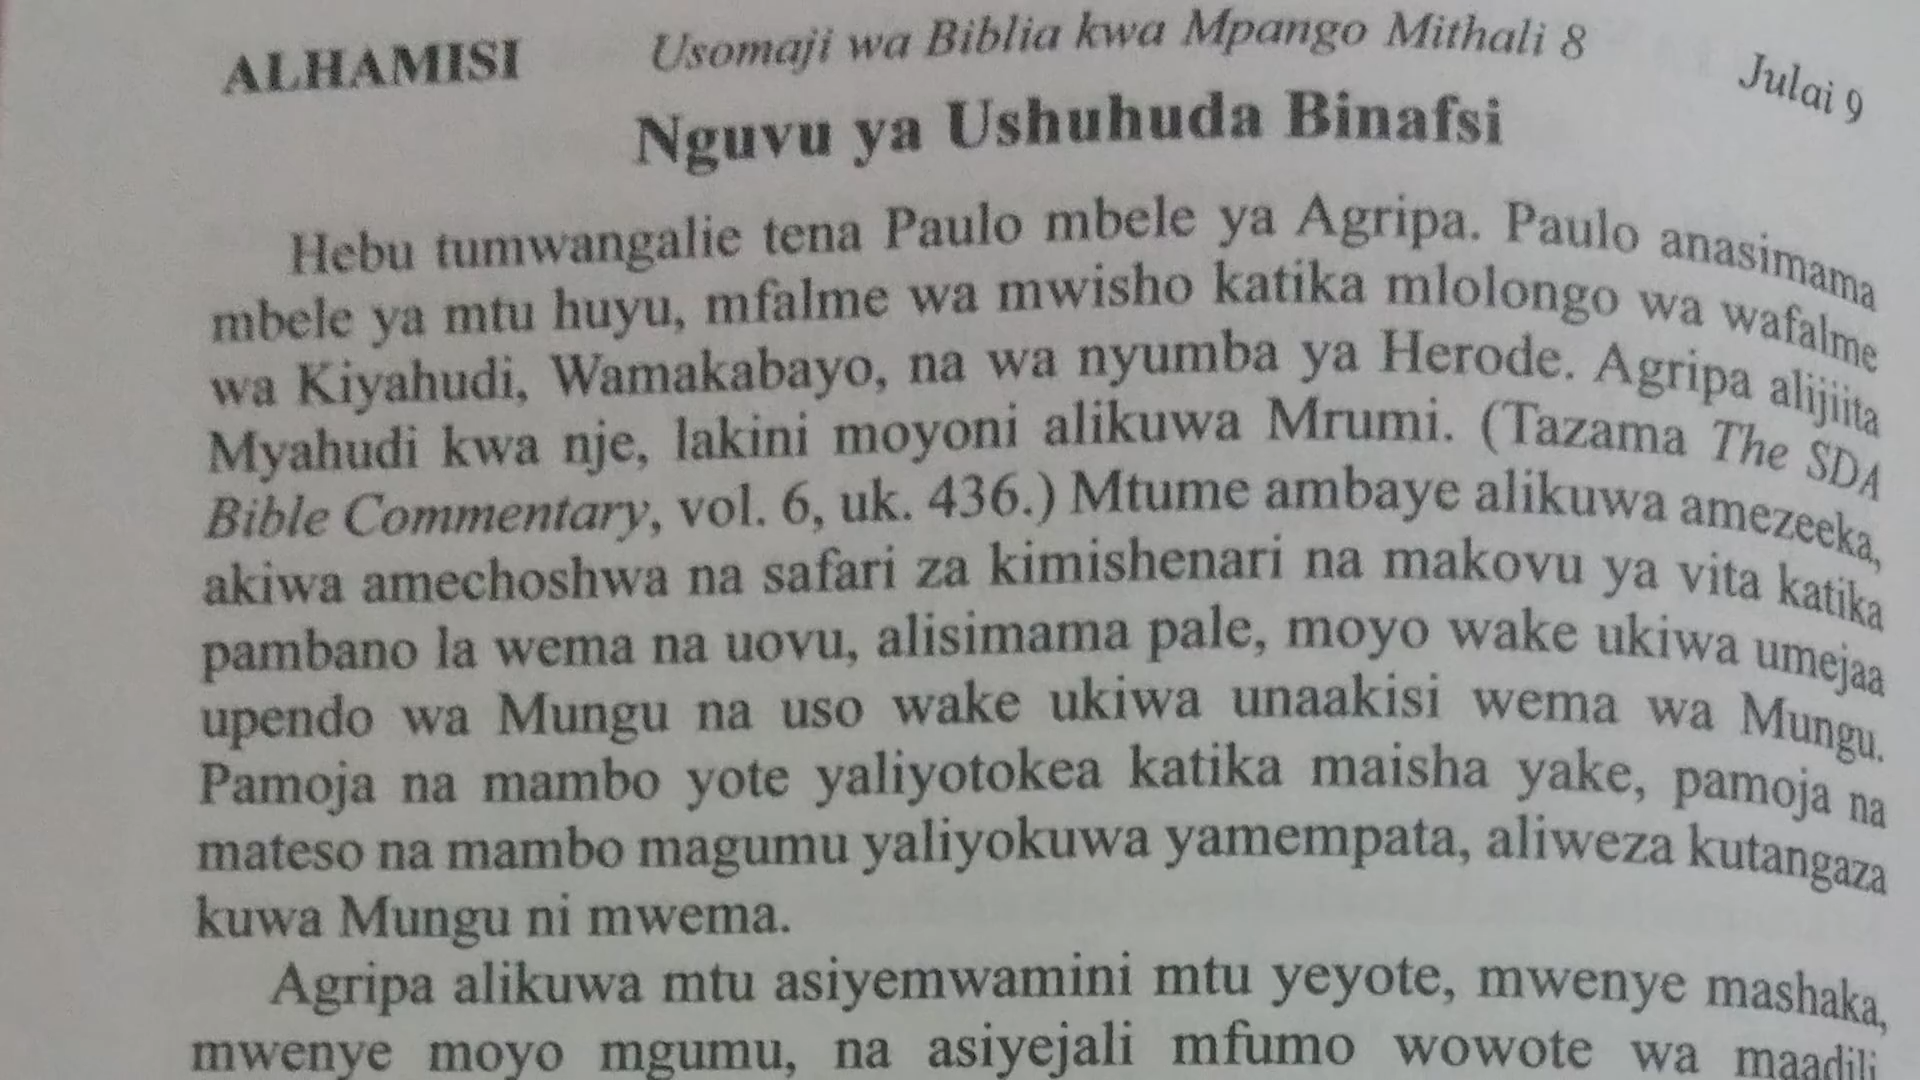 ALHAMISI Usomaji wa Biblia kwa Mpango Mithali 8 Julai 9
Nguvu ya Ushuhuda Binafsi
Hebu tumwangalie tena Paulo mbele ya Agripa. Paulo anasimama
mbele ya mtu huyu, mfalme wa mwisho katika mlolongo wa wafalme
wa Kiyahudi, Wamakabayo, na wa nyumba ya Herode. Agripa alijiita
Myahudi kwa nje, lakini moyoni alikuwa Mrumi. (Tazama The SDA
Bible Commentary, vol. 6, uk. 436.) Mtume ambaye alikuwa amezeeka,
akiwa amechoshwa na safari za kimishenari na makovu ya vita katika
pambano la wema na uovu, alisimama pale, moyo wake ukiwa umejaa
upendo wa Mungu na uso wake ukiwa unaakisi wema wa Mungu.
Pamoja na mambo yote yaliyotokea katika maisha yake, pamoja na
mateso na mambo magumu yaliyokuwa yamempata, aliweza kutangaza
kuwa Mungu ni mwema.
Agripa alikuwa mtu asiyemwamini mtu yeyote, mwenye mashaka,
mwenye moyo mgumu, na asiyejali mfumo wowote wa maadili